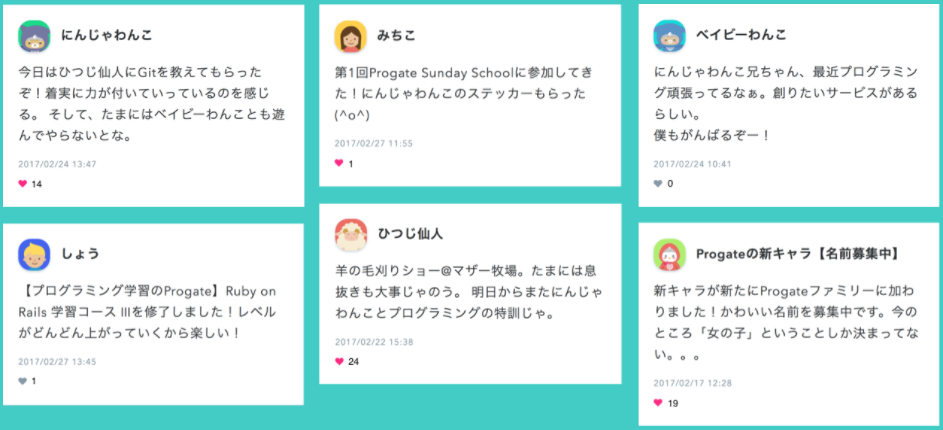 にんじゃわんこ
今日はひつじ仙人にGitを教えてもらった
ぞ！着実に力が付いていっているのを感じ
る。 そして、たまにはベイビーわんことも遊
んでやらないとな。
2017/02/24 13:47
14
しょう
【プログラミング学習のProgate】Ruby on
Rails 学習コース IIIを修了しました！レベル
がどんどん上がっていくから楽しい！
2017/02/27 13:45
1
みちこ
第1回Progate Sunday Schoolに参加してき
た！にんじゃわんこのステッカーもらった
(^o^)
2017/02/27 11:55
1
ひつじ仙人
羊の毛刈りショー@マザー牧場。たまには息
抜きも大事じゃのう。 明日からまたにんじゃ
わんことプログラミングの特訓じゃ。
2017/02/22 15:38
24
ベイビーわんこ
にんじゃわんこ兄ちゃん、最近プログラミン
グ頑張ってるなぁ。創りたいサービスがある
らしい。
僕もがんばるぞー！
2017/02/24 10:41
0
Progateの新キャラ【名前募集中】
新キャラが新たにProgateファミリーに加わ
りました！かわいい名前を募集中です。今の
ところ「女の子」ということしか決まってな
い。。。
2017/02/17 12:28
19